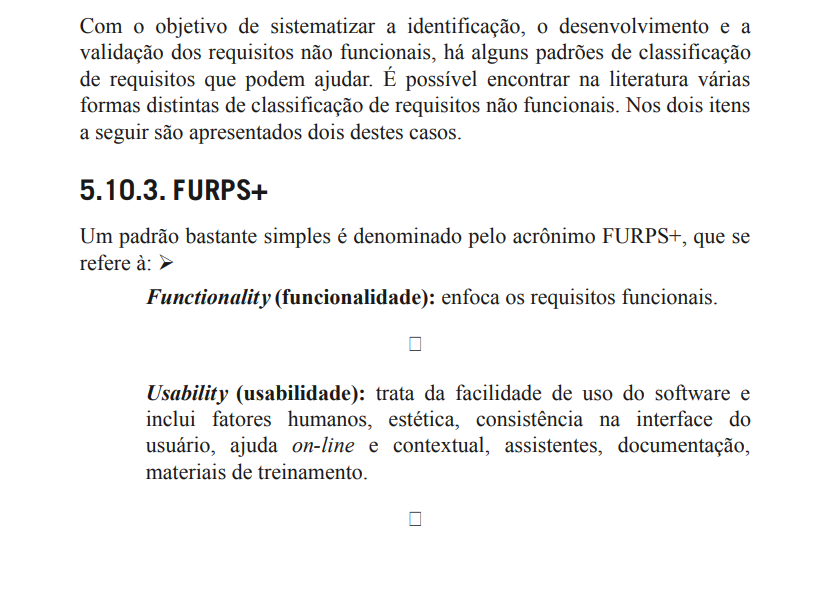 Com o objetivo de sistematizar a identificação, o desenvolvimento e a
validação dos requisitos não funcionais, há alguns padrões de classificação
de requisitos que podem ajudar. É possível encontrar na literatura várias
formas distintas de classificação de requisitos não funcionais. Nos dois itens
a seguir são apresentados dois destes casos.
5.10.3. FURPS+
Um padrão bastante simples é denominado pelo acrônimo FURPS+, que se
refere à: ➢
Functionality (funcionalidade): enfoca os requisitos funcionais.
□
Usability (usabilidade): trata da facilidade de uso do software e
inclui fatores humanos, estética, consistência na interface do
usuário, ajuda on-line e contextual, assistentes, documentação,
materiais de treinamento.
□